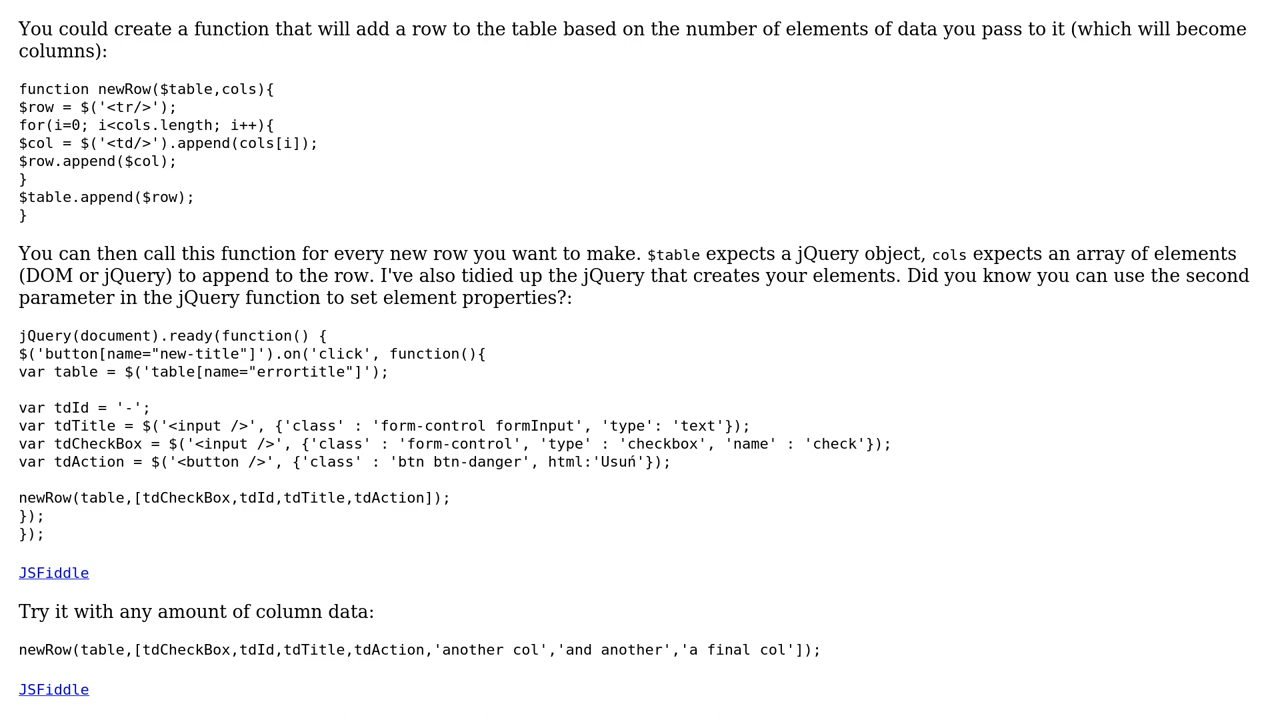 You could create a function that will add a row to the table based on the number of elements of data you pass to it (which will become
columns):
function newRow($table,cols){
$row = $('<tr/>');
for(i=0; i<cols.length; i++){
$col = $('<td/>').append(cols[i]);
$row.append($col);
}
$table.append($row);
}
You can then call this function for every new row you want to make. $table expects a jQuery object, cols expects an array of elements
(DOM or jQuery) to append to the row. I've also tidied up the jQuery that creates your elements. Did you know you can use the second
parameter in the jQuery function to set element properties?:
jQuery(document).ready(function() {
$('button[name="new-title"]').on('click', function(){
var table = $('table[name="errortitle"]');
var tdId = '-';
var tdTitle = $('<input />', {'class' : 'form-control formInput', 'type': 'text'});
var tdCheckBox = $('<input />', {'class' : 'form-control', 'type' : 'checkbox', 'name' : 'check'});
var tdAction = $('<button />', {'class' : 'btn btn-danger', html:'Usuń'});
newRow(table,[tdCheckBox,tdId,tdTitle,tdAction]);
});
});
JSFiddle
Try it with any amount of column data:
newRow(table,[tdCheckBox,tdId,tdTitle,tdAction,'another col','and another','a final col']);
JSFiddle